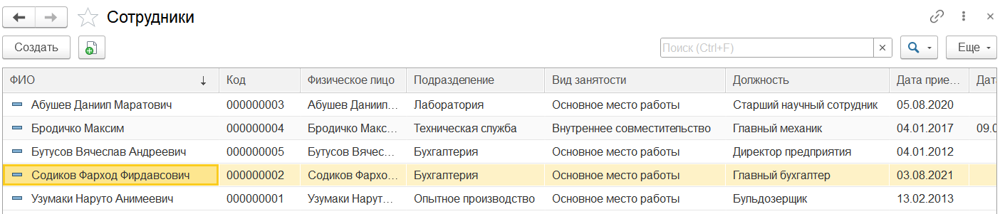 Сотрудники
Создать Поиск (Ctrl+F) Еще
ФИО Код Физическое лицо Подразделение Вид занятости Должность Дата прие... Дата
Абушев Даниил Маратович 000000003 Абушев Даниил... Лаборатория Основное место работы Старший научный сотрудник 05.08.2020
Бродичко Максим 000000004 Бродичко Макс... Техническая служба Внутреннее совместительство Главный механик 04.01.2017 09.0
Бутусов Вячеслав Андреевич 000000005 Бутусов Вячес... Бухгалтерия Основное место работы Директор предприятия 04.01.2012
Содиков Фарход Фирдавсович 000000002 Содиков Фархо... Бухгалтерия Основное место работы Главный бухгалтер 03.08.2021
Узумаки Наруто Анимеевич 000000001 Узумаки Нарут... Опытное производство Основное место работы Бульдозерщик 13.02.2013